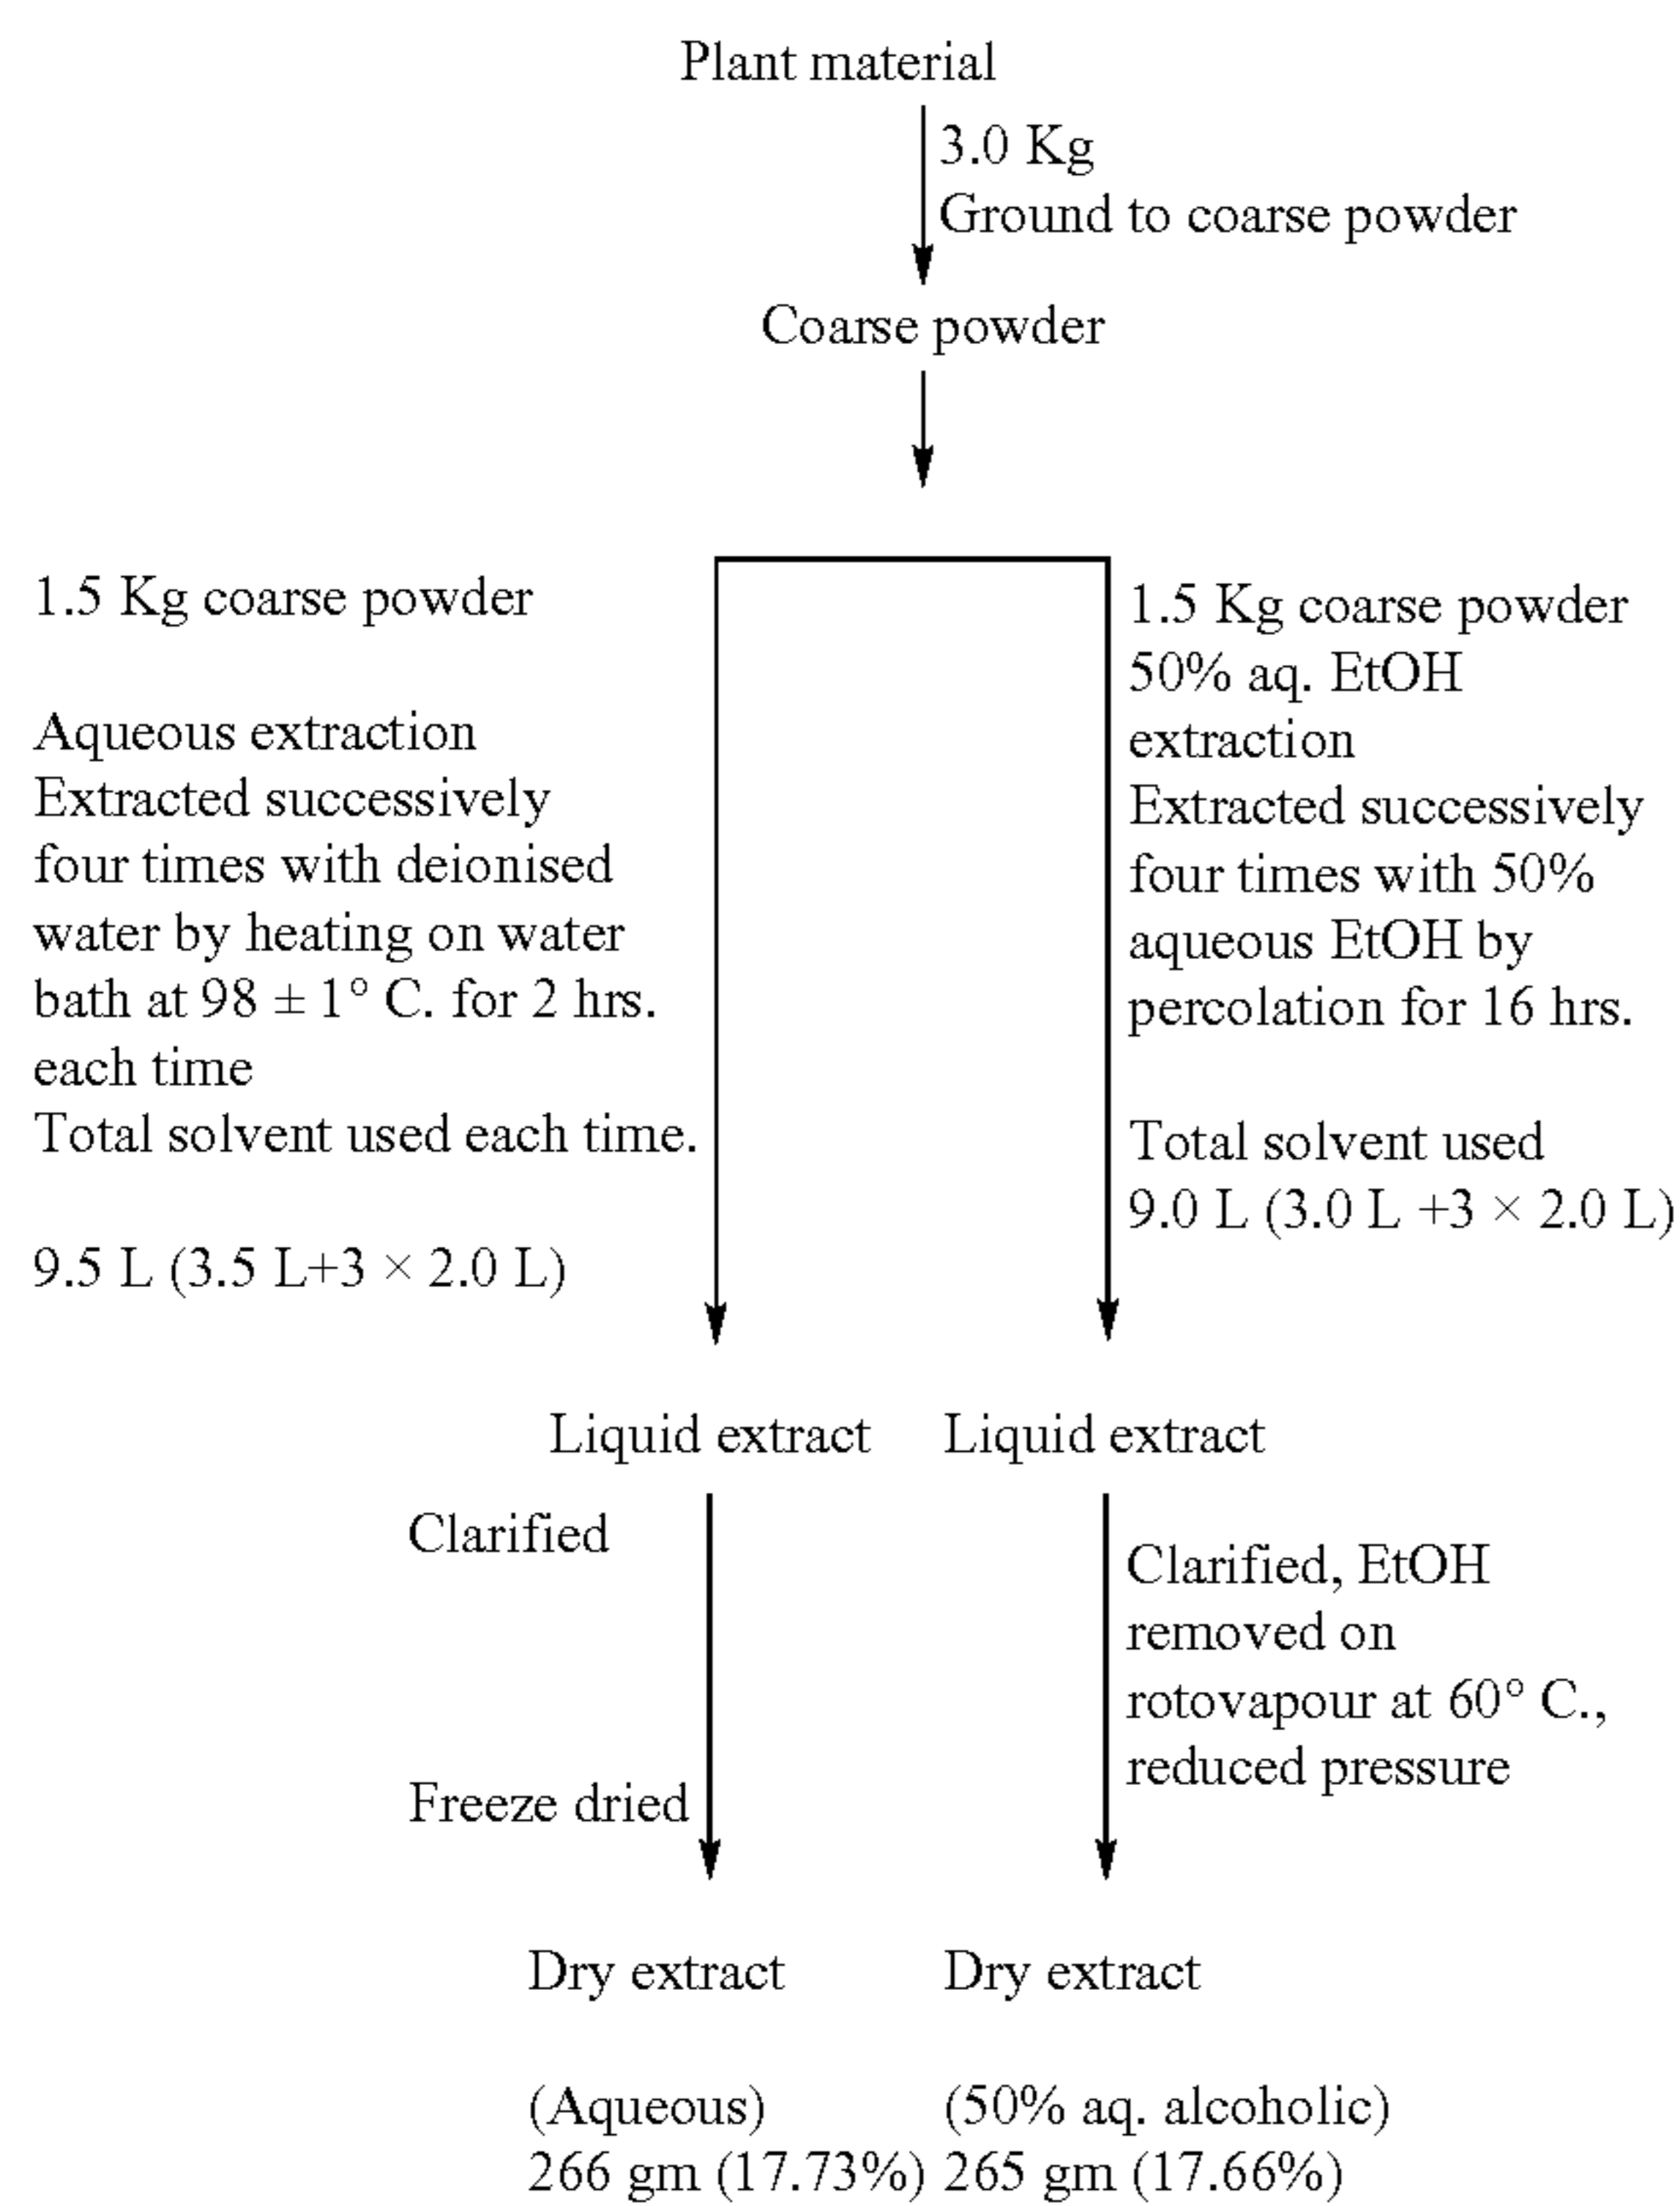 Plant material
3.0 Kg
Ground to coarse powder
Coarse powder
1.5 Kg coarse powder
Aqueous extraction
Extracted successively
four times with deionised
water by heating on water
bath at 98 ± 1° C. for 2 hrs.
each time
Total solvent used each time.
9.5 L (3.5 L+3 × 2.0 L)
1.5 Kg coarse powder
50% aq. EtOH
extraction
Extracted successively
four times with 50%
aqueous EtOH by
percolation for 16 hrs.
Total solvent used
9.0 L (3.0 L +3 × 2.0 L)
Liquid extract
Clarified
Freeze dried
Dry extract
(Aqueous)
266 gm (17.73%)
Liquid extract
Clarified, EtOH
removed on
rotovapour at 60° C.,
reduced pressure
Dry extract
(50% aq. alcoholic)
265 gm (17.66%)